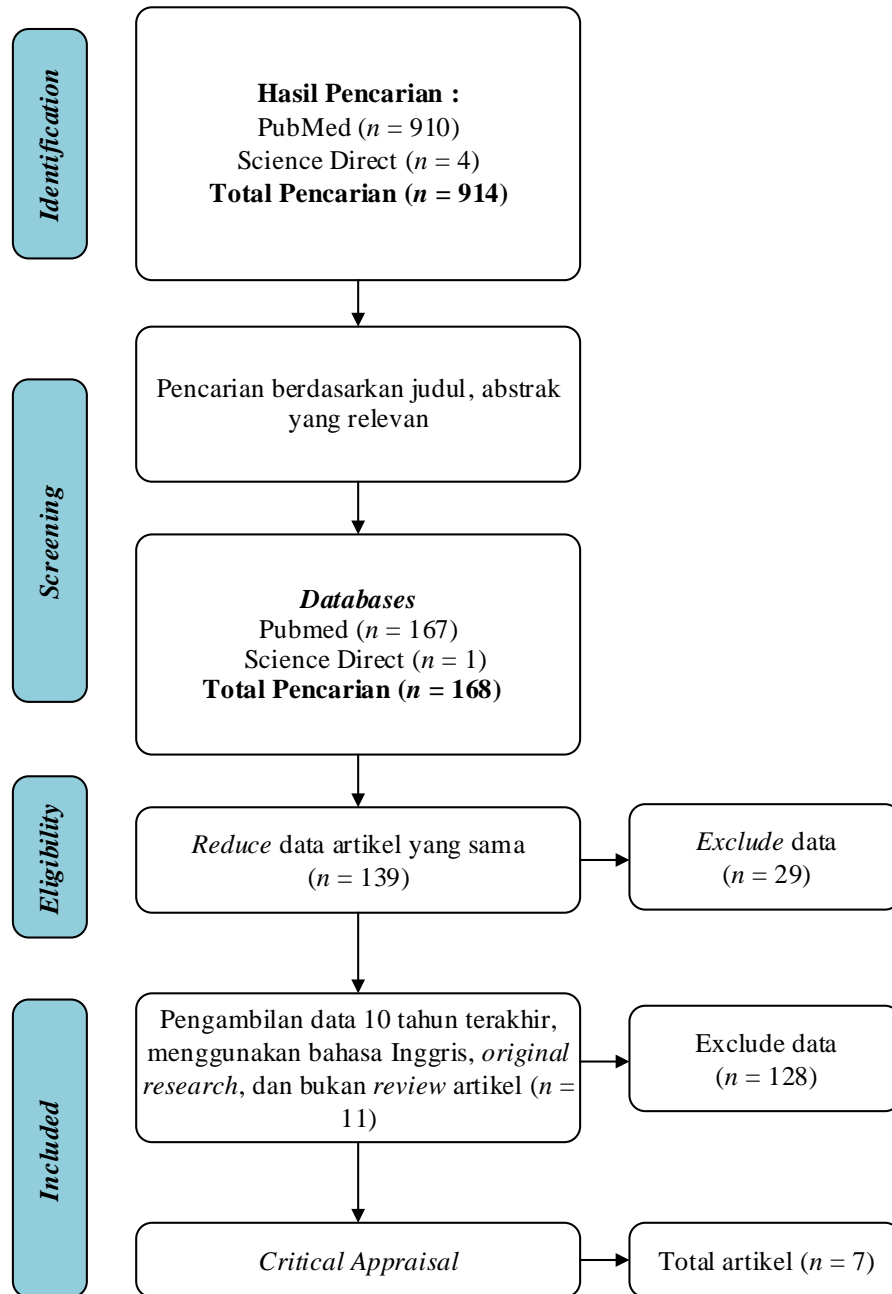 Identification
Hasil Pencarian :
PubMed (n = 910)
Science Direct (n = 4)
Total Pencarian (n = 914)
Screening
Pencarian berdasarkan judul, abstrak
yang relevan
Databases
Pubmed (n = 167)
Science Direct (n = 1)
Total Pencarian (n = 168)
Eligibility
Reduce data artikel yang sama
(n = 139)
Exclude data
(n = 29)
Included
Pengambilan data 10 tahun terakhir,
menggunakan bahasa Inggris, original
research, dan bukan review artikel (n =
11)
Exclude data
(n = 128)
Critical Appraisal
Total artikel (n = 7)